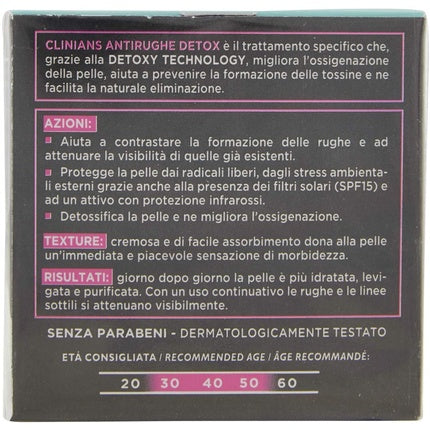 CLINIANS ANTIRUGHE DETOX è il trattamento specifico che,
grazie alla DETOXY TECHNOLOGY, migliora l'ossigenazione
della pelle, aiuta a prevenire la formazione delle tossine e ne
facilita la naturale eliminazione.
AZIONI:
Aiuta a contrastare la formazione delle rughe e ad
attenuare la visibilità di quelle già esistenti.
Protegge la pelle dai radicali liberi, dagli stress ambienta-
li esterni grazie anche alla presenza dei filtri solari (SPF15) e
ad un attivo con protezione infrarossi.
Detossifica la pelle e ne migliora l'ossigenazione.
TEXTURE: cremosa e di facile assorbimento dona alla pelle
un'immediata e piacevole sensazione di morbidezza.
RISULTATI: giorno dopo giorno la pelle è più idratata, levi-
gata e purificata. Con un uso continuativo le rughe e le linee
sottili si attenuano visibilmente.
SENZA PARABENI - DERMATOLOGICAMENTE TESTATO
ETÀ CONSIGLIATA / RECOMMENDED AGE / ÂGE RECOMMANDÉ:
20 30 40 50 60